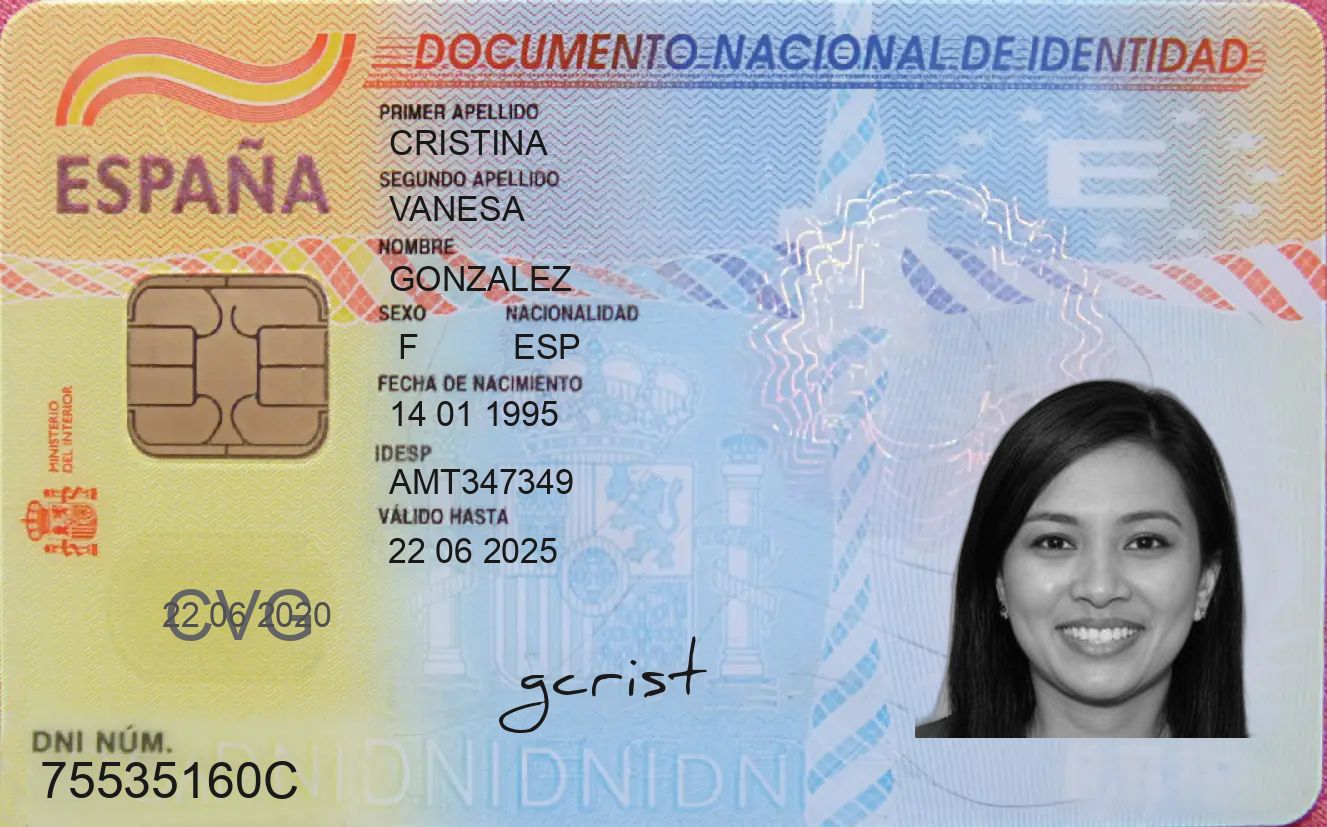 DOCUMENTO NACIONAL DE IDENTIDAD
ESPAÑA
PRIMER APELLIDO
CRISTINA
SEGUNDO APELLIDO
VANESA
NOMBRE
GONZALEZ
SEXO NACIONALIDAD
F ESP
FECHA DE NACIMIENTO
14 01 1995
IDESP
AMT347349
VÁLIDO HASTA
22 06 2025
MINISTERIO
DEL INTERIOR
E
CVG
22 06 2020
gcrist
DNI NÚM.
75535160C
DNIDNIDNIDNI